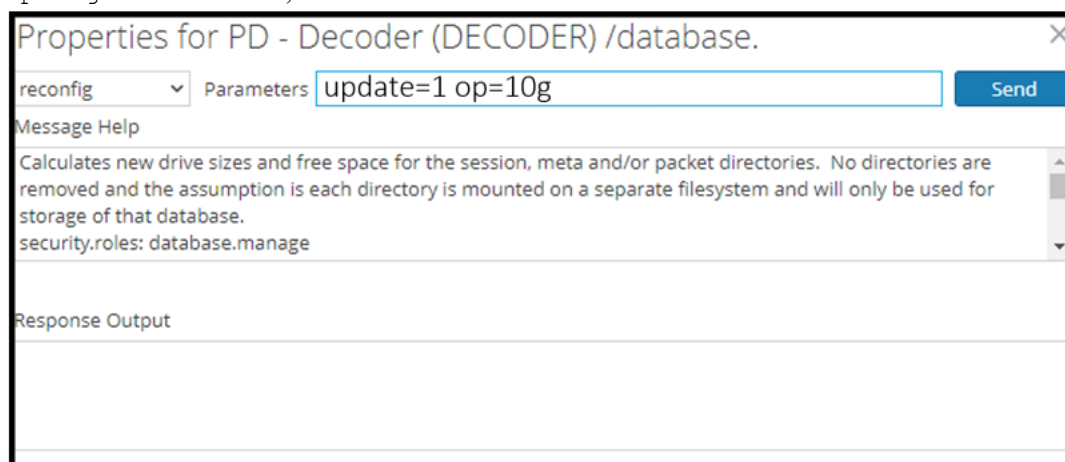 Properties for PD - Decoder (DECODER) /database.
reconfig Parameters update=1 op=10g Send
Message Help
Calculates new drive sizes and free space for the session, meta and/or packet directories. No directories are
removed and the assumption is each directory is mounted on a separate filesystem and will only be used for
storage of that database.
security.roles: database.manage
Response Output